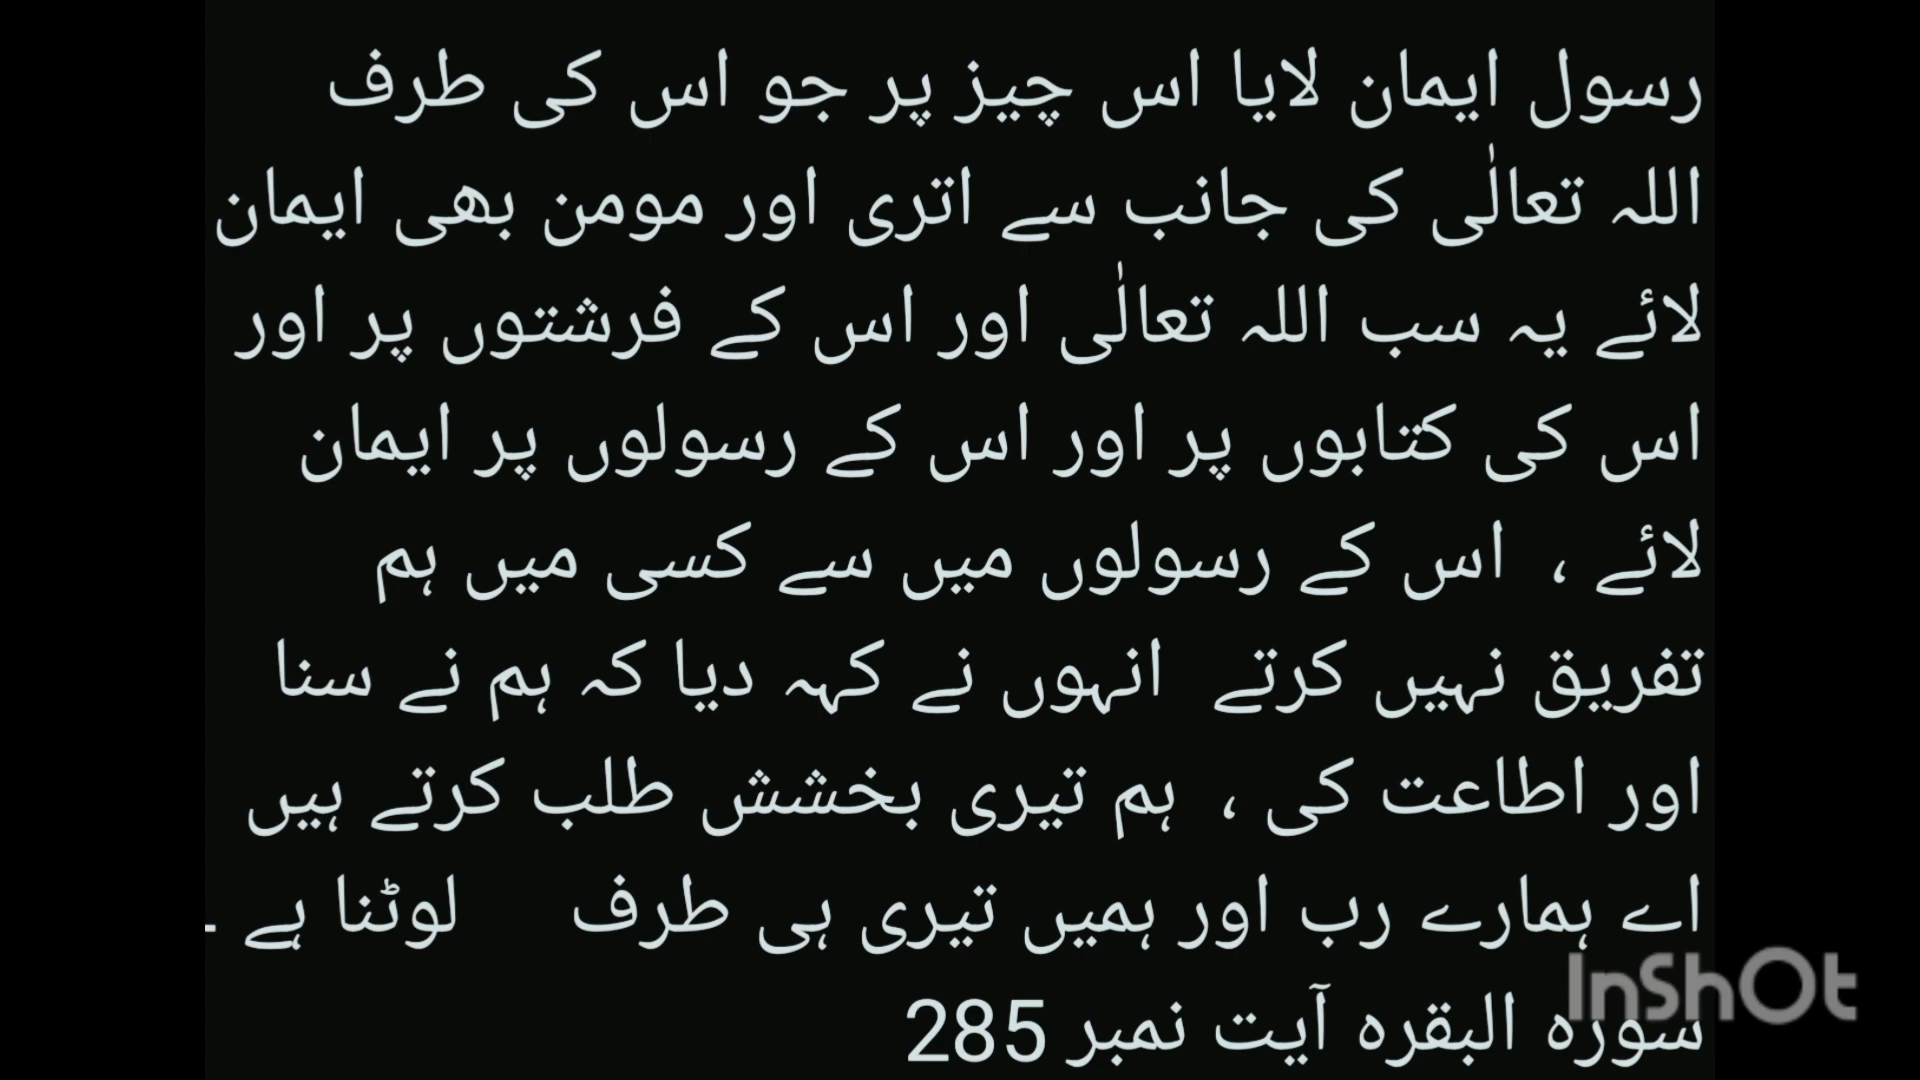 رسول ایمان لایا اس چیز پر جو اس کی طرف
اللہ تعالٰی کی جانب سے اتری اور مومن بھی ایمان
لائے یہ سب اللہ تعالٰی اور اس کے فرشتوں پر اور
اس کی کتابوں پر اور اس کے رسولوں پر ایمان
لائے ، اس کے رسولوں میں سے کسی میں ہم
تفریق نہیں کرتے انہوں نے کہہ دیا کہ ہم نے سنا
اور اطاعت کی ، ہم تیری بخشش طلب کرتے ہیں
اے ہمارے رب اور ہمیں تیری ہی طرف لوٹنا ہے ۔
سورہ البقرہ آیت نمبر 285
InShOt